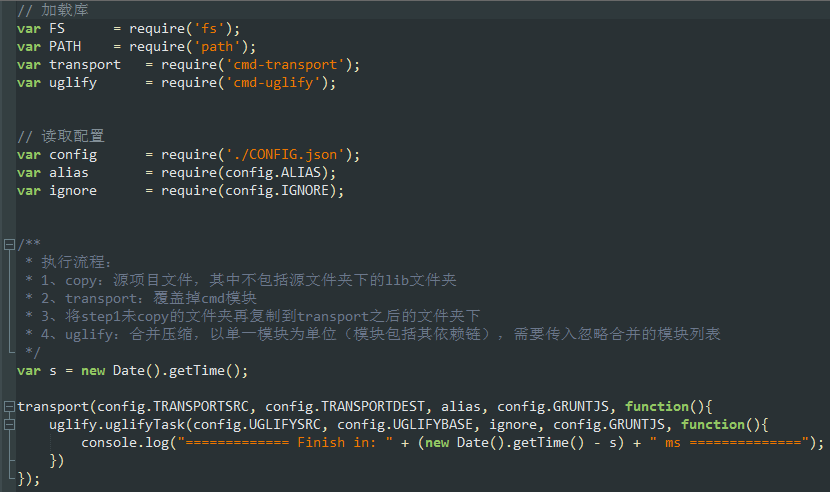 // 加载库
var FS      = require('fs');
var PATH    = require('path');
var transport   = require('cmd-transport');
var uglify      = require('cmd-uglify');
// 读取配置
var config      = require('./CONFIG.json');
var alias       = require(config.ALIAS);
var ignore      = require(config.IGNORE);
/**
 * 执行流程：
 * 1、copy：源项目文件，其中不包括源文件夹下的lib文件夹
 * 2、transport：覆盖掉cmd模块
 * 3、将step1未copy的文件夹再复制到transport之后的文件夹下
 * 4、uglify：合并压缩，以单一模块为单位（模块包括其依赖链），需要传入忽略合并的模块列表
 */
var s = new Date().getTime();
transport(config.TRANSPORTSRC, config.TRANSPORTDEST, alias, config.GRUNTJS, function(){
    uglify.uglifyTask(config.UGLIFYSRC, config.UGLIFYBASE, ignore, config.GRUNTJS, function(){
        console.log("============= Finish in: " + (new Date().getTime() - s) + " ms ==============");
    })
});